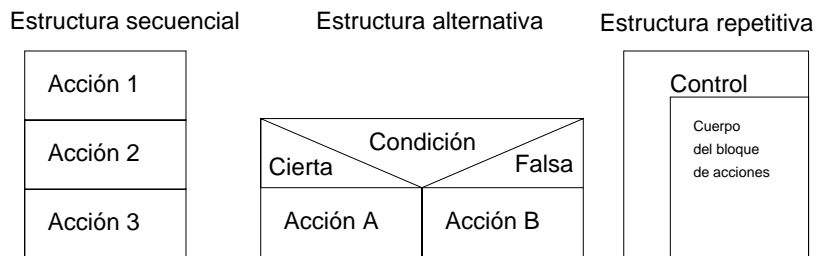 Estructura secuencial
Acción 1
Acción 2
Acción 3
Estructura alternativa
Condición
Cierta
Falsa
Acción A
Acción B
Estructura repetitiva
Control
Cuerpo
del bloque
de acciones